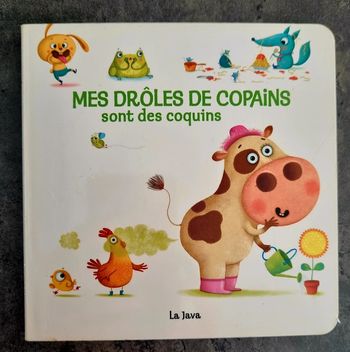 MES DRÔLES DE COPAINS
sont des coquins
La Java